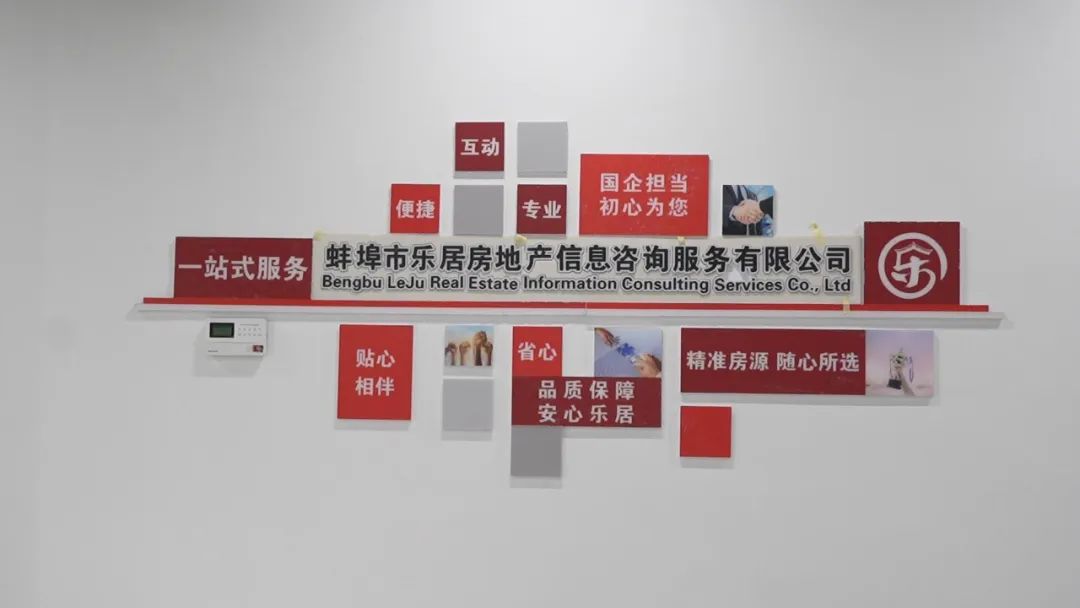 互动
便捷
专业
国企担当
初心为您
一站式服务
蚌埠市乐居房地产信息咨询服务有限公司
Bengbu LeJu Real Estate Information Consulting Services Co., Ltd
乐
贴心
相伴
省心
品质保障
安心乐居
精准房源 随心所选